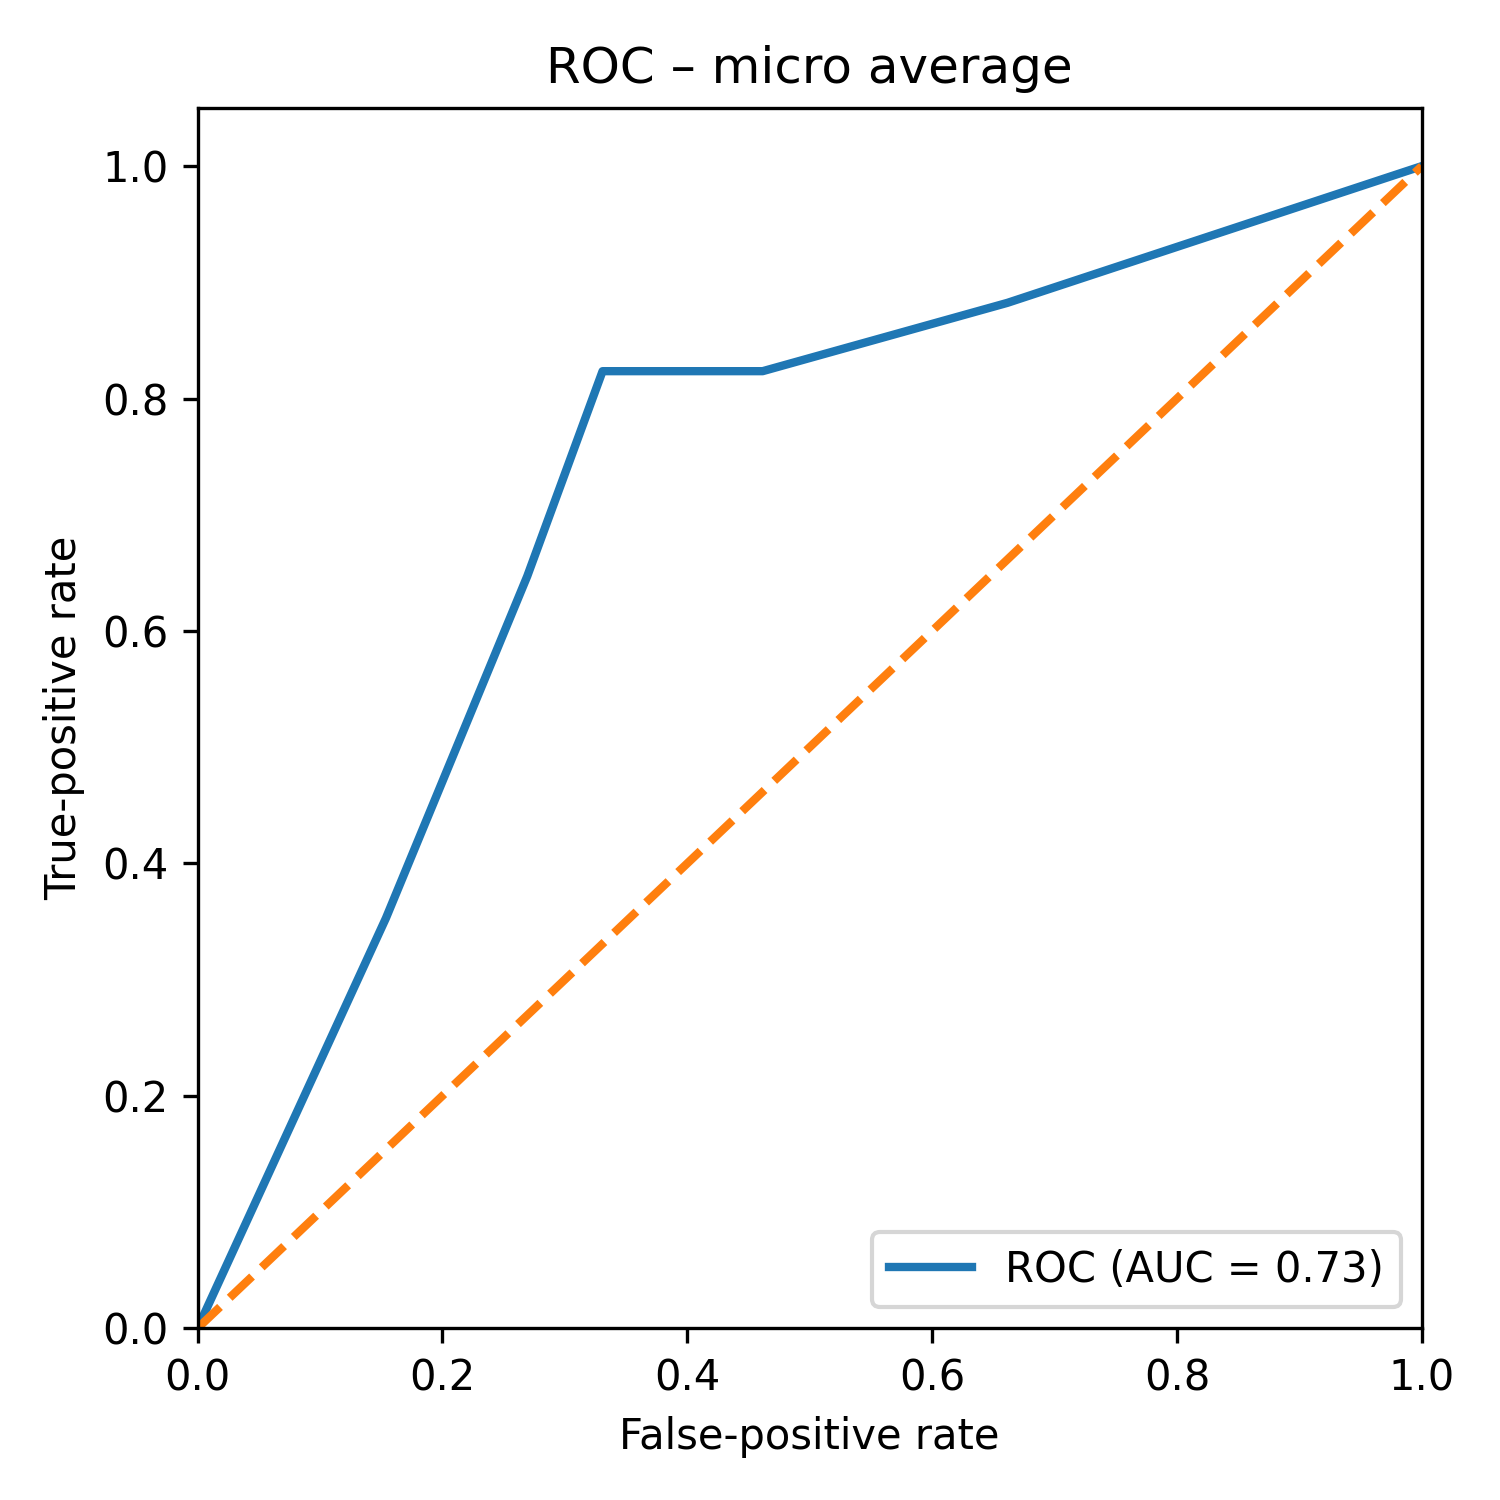 ROC – micro average
1.0
0.8
0.6
0.4
0.2
0.0
True-positive rate
0.0 0.2 0.4 0.6 0.8 1.0
False-positive rate
ROC (AUC = 0.73)